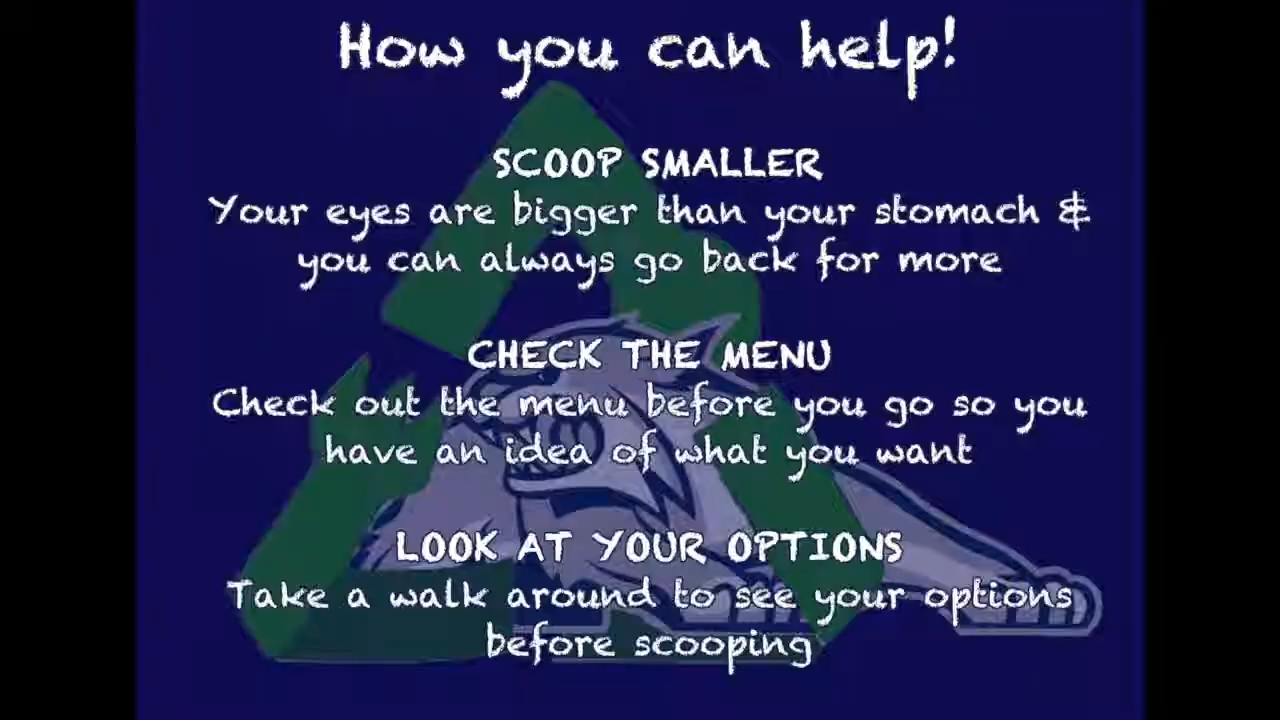 How you can help!
SCOOP SMALLER
Your eyes are bigger than your stomach &
you can always go back for more
CHECK THE MENU
Check out the menu before you go so you
have an idea of what you want
LOOK AT YOUR OPTIONS
Take a walk around to see your options
before scooping